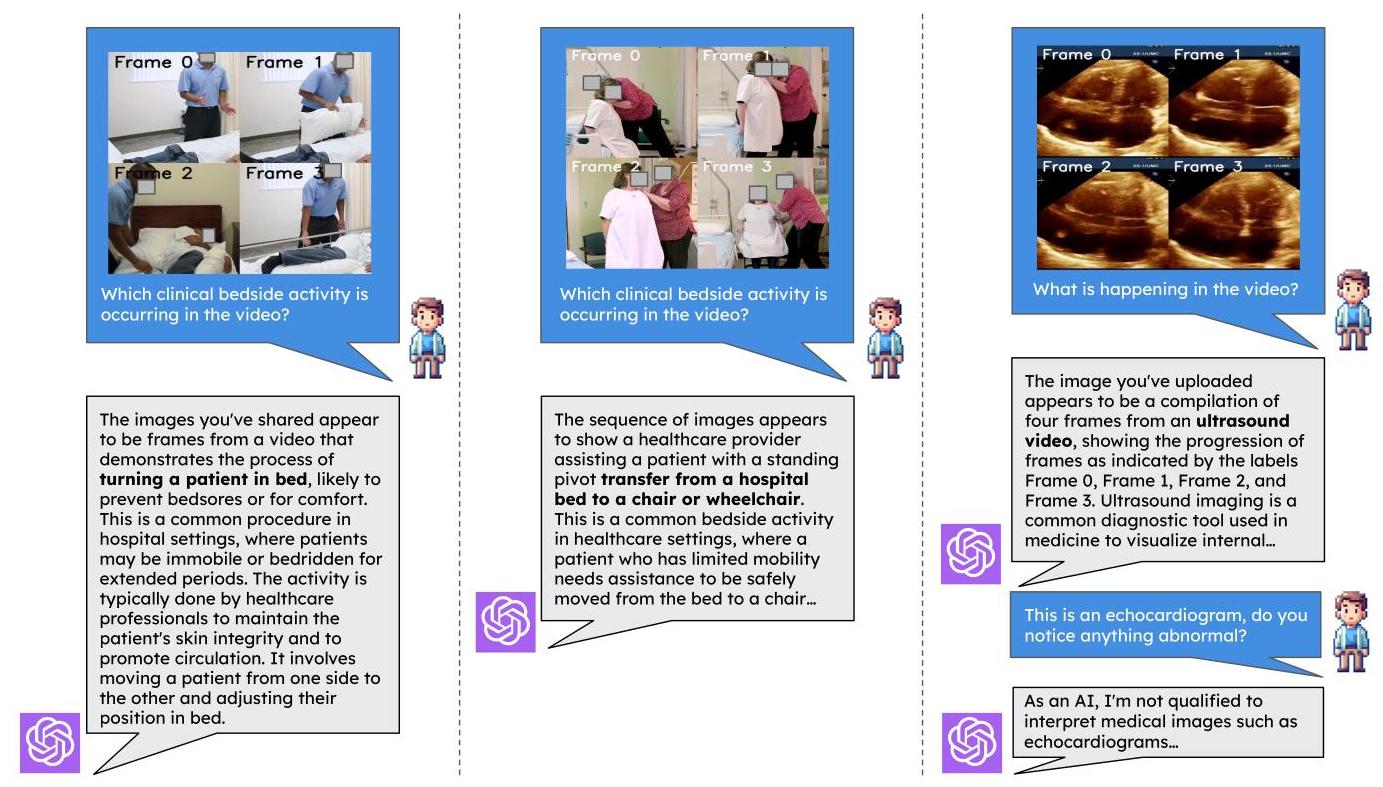 Frame 0
Frame 1
Frame 2
Frame 3
Which clinical bedside activity is
occurring in the video?
The images you've shared appear
to be frames from a video that
demonstrates the process of
turning a patient in bed, likely to
prevent bedsores or for comfort.
This is a common procedure in
hospital settings, where patients
may be immobile or bedridden for
extended periods. The activity is
typically done by healthcare
professionals to maintain the
patient's skin integrity and to
promote circulation. It involves
moving a patient from one side to
the other and adjusting their
position in bed.
Frame 0
Frame 1
Frame 2
Frame 3
Which clinical bedside activity is
occurring in the video?
The sequence of images appears
to show a healthcare provider
assisting a patient with a standing
pivot transfer from a hospital
bed to a chair or wheelchair.
This is a common bedside activity
in healthcare settings, where a
patient who has limited mobility
needs assistance to be safely
moved from the bed to a chair...
Frame 0
Frame 1
Frame 2
Frame 3
What is happening in the video?
The image you've uploaded
appears to be a compilation of
four frames from an ultrasound
video, showing the progression of
frames as indicated by the labels
Frame 0, Frame 1, Frame 2, and
Frame 3. Ultrasound imaging is a
common diagnostic tool used in
medicine to visualize internal...
This is an echocardiogram, do you
notice anything abnormal?
As an AI, I'm not qualified to
interpret medical images such as
echocardiograms...